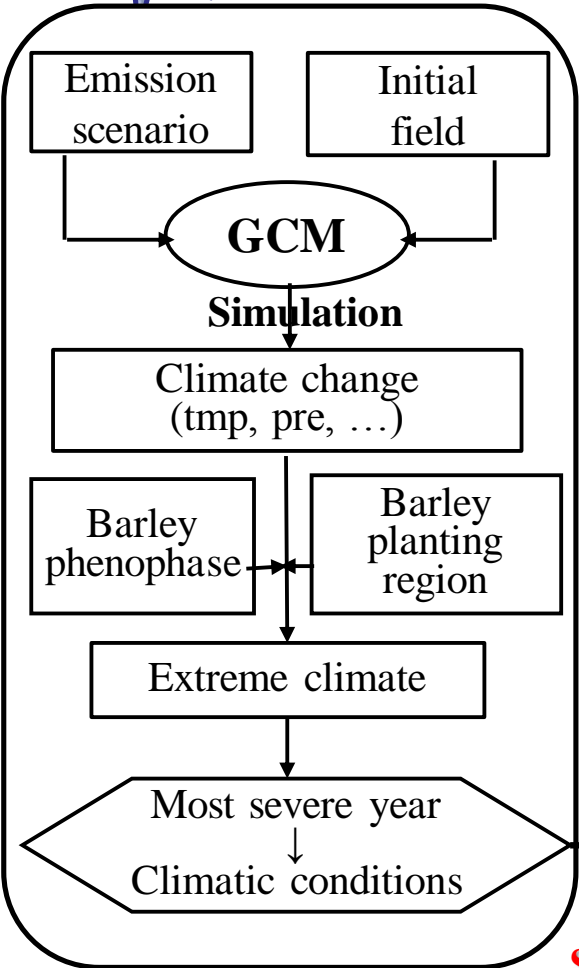 Emission
scenario
Initial
field
GCM
Simulation
Climate change
(tmp, pre, …)
Barley
phenophase
Barley
planting
region
Extreme climate
Most severe year
↓
Climatic conditions